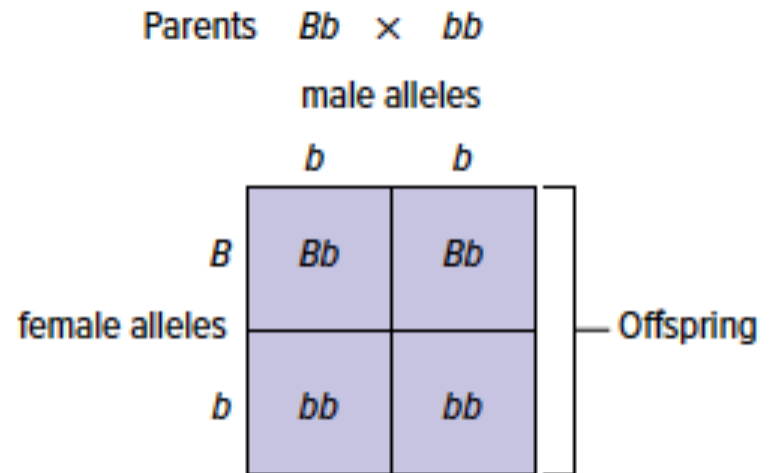 Parents Bb × bb
male alleles
b b
B Bb Bb
female alleles Offspring
b bb bb